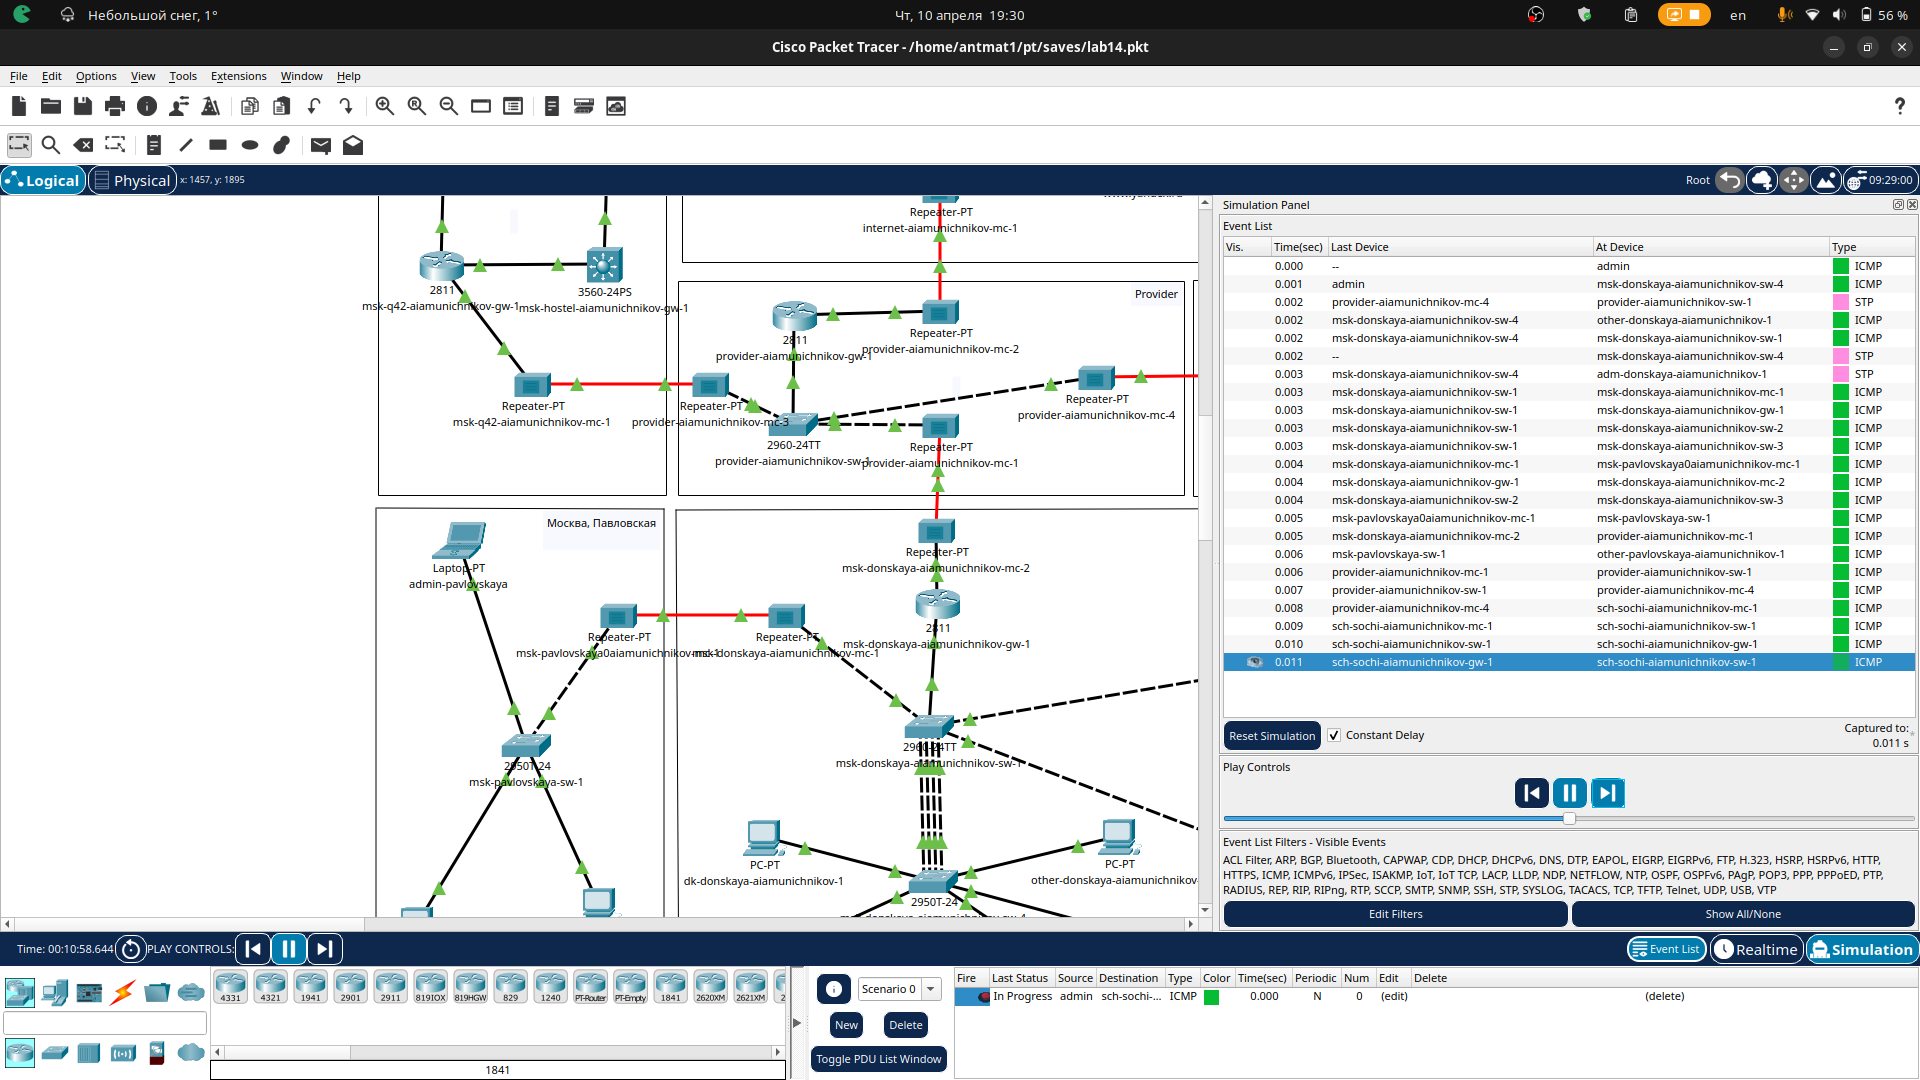 Небольшой снег, 1°
Чт, 10 апреля 19:30
en
56 %
Cisco Packet Tracer - /home/antmat1/pt/saves/lab14.pkt
File Edit Options View Tools Extensions Window Help
Logical
Physical
x: 1457, y: 1895
Root
09:29:00
Repeater-PT
internet-aiamunichnikov-mc-1
2811
msk-q42-aiamunichnikov-gw-1
3560-24PS
msk-hostel-aiamunichnikov-gw-1
Provider
2811
provider-aiamunichnikov-gw-1
Repeater-PT
provider-aiamunichnikov-mc-2
Repeater-PT
msk-q42-aiamunichnikov-mc-1
Repeater-PT
provider-aiamunichnikov-mc-3
Repeater-PT
provider-aiamunichnikov-mc-4
2960-24TT
provider-aiamunichnikov-sw-1
Repeater-PT
provider-aiamunichnikov-mc-1
Москва, Павловская
Laptop-PT
admin-pavlovskaya
Repeater-PT
msk-donskaya-aiamunichnikov-mc-2
2811
msk-donskaya-aiamunichnikov-gw-1
Repeater-PT
msk-pavlovskaya0aiamunichnikov-mc-1
Repeater-PT
msk-donskaya-aiamunichnikov-mc-1
2950T-24
msk-pavlovskaya-sw-1
2960-24TT
msk-donskaya-aiamunichnikov-sw-1
PC-PT
dk-donskaya-aiamunichnikov-1
PC-PT
other-donskaya-aiamunichnikov-
2950T-24
Simulation Panel
Event List
Vis. Time(sec) Last Device At Device Type
0.000 -- admin ICMP
0.001 admin msk-donskaya-aiamunichnikov-sw-4 ICMP
0.002 provider-aiamunichnikov-mc-4 provider-aiamunichnikov-sw-1 STP
0.002 msk-donskaya-aiamunichnikov-sw-4 other-donskaya-aiamunichnikov-1 ICMP
0.002 msk-donskaya-aiamunichnikov-sw-4 msk-donskaya-aiamunichnikov-sw-1 ICMP
0.002 -- msk-donskaya-aiamunichnikov-sw-4 STP
0.003 msk-donskaya-aiamunichnikov-sw-4 adm-donskaya-aiamunichnikov-1 STP
0.003 msk-donskaya-aiamunichnikov-sw-1 msk-donskaya-aiamunichnikov-mc-1 ICMP
0.003 msk-donskaya-aiamunichnikov-sw-1 msk-donskaya-aiamunichnikov-gw-1 ICMP
0.003 msk-donskaya-aiamunichnikov-sw-1 msk-donskaya-aiamunichnikov-sw-2 ICMP
0.003 msk-donskaya-aiamunichnikov-sw-1 msk-donskaya-aiamunichnikov-sw-3 ICMP
0.004 msk-donskaya-aiamunichnikov-mc-1 msk-pavlovskaya0aiamunichnikov-mc-1 ICMP
0.004 msk-donskaya-aiamunichnikov-gw-1 msk-donskaya-aiamunichnikov-mc-2 ICMP
0.004 msk-donskaya-aiamunichnikov-sw-2 msk-donskaya-aiamunichnikov-sw-3 ICMP
0.005 msk-pavlovskaya0aiamunichnikov-mc-1 msk-pavlovskaya-sw-1 ICMP
0.005 msk-donskaya-aiamunichnikov-mc-2 provider-aiamunichnikov-mc-1 ICMP
0.006 msk-pavlovskaya-sw-1 other-pavlovskaya-aiamunichnikov-1 ICMP
0.006 provider-aiamunichnikov-mc-1 provider-aiamunichnikov-sw-1 ICMP
0.007 provider-aiamunichnikov-sw-1 provider-aiamunichnikov-mc-4 ICMP
0.008 provider-aiamunichnikov-mc-4 sch-sochi-aiamunichnikov-mc-1 ICMP
0.009 sch-sochi-aiamunichnikov-mc-1 sch-sochi-aiamunichnikov-sw-1 ICMP
0.010 sch-sochi-aiamunichnikov-sw-1 sch-sochi-aiamunichnikov-gw-1 ICMP
0.011 sch-sochi-aiamunichnikov-gw-1 sch-sochi-aiamunichnikov-sw-1 ICMP
Reset Simulation
Constant Delay
Captured to:
0.011 s
Play Controls
Event List Filters - Visible Events
ACL Filter, ARP, BGP, Bluetooth, CAPWAP, CDP, DHCP, DHCPv6, DNS, DTP, EAPOL, EIGRP, EIGRPv6, FTP, H.323, HSRP, HSRPv6, HTTP,
HTTPS, ICMP, ICMPv6, IPSec, ISAKMP, IoT, IoT TCP, LACP, LLDP, NDP, NETFLOW, NTP, OSPF, OSPFv6, PAgP, POP3, PPP, PPPoED, PTP,
RADIUS, REP, RIP, RIPng, RTP, SCCP, SMTP, SNMP, SSH, STP, SYSLOG, TACACS, TCP, TFTP, Telnet, UDP, USB, VTP
Edit Filters
Show All/None
Time: 00:10:58.644
PLAY CONTROLS:
Event List
Realtime
Simulation
4331 4321 1941 2901 2911 819IOX 819HGW 829 1240 PT-Router PT-Empty 1841 2620XM 2621XM 2
1841
Scenario 0
New
Delete
Toggle PDU List Window
Fire Last Status Source Destination Type Color Time(sec) Periodic Num Edit Delete
In Progress admin sch-sochi-... ICMP 0.000 N 0 (edit) (delete)